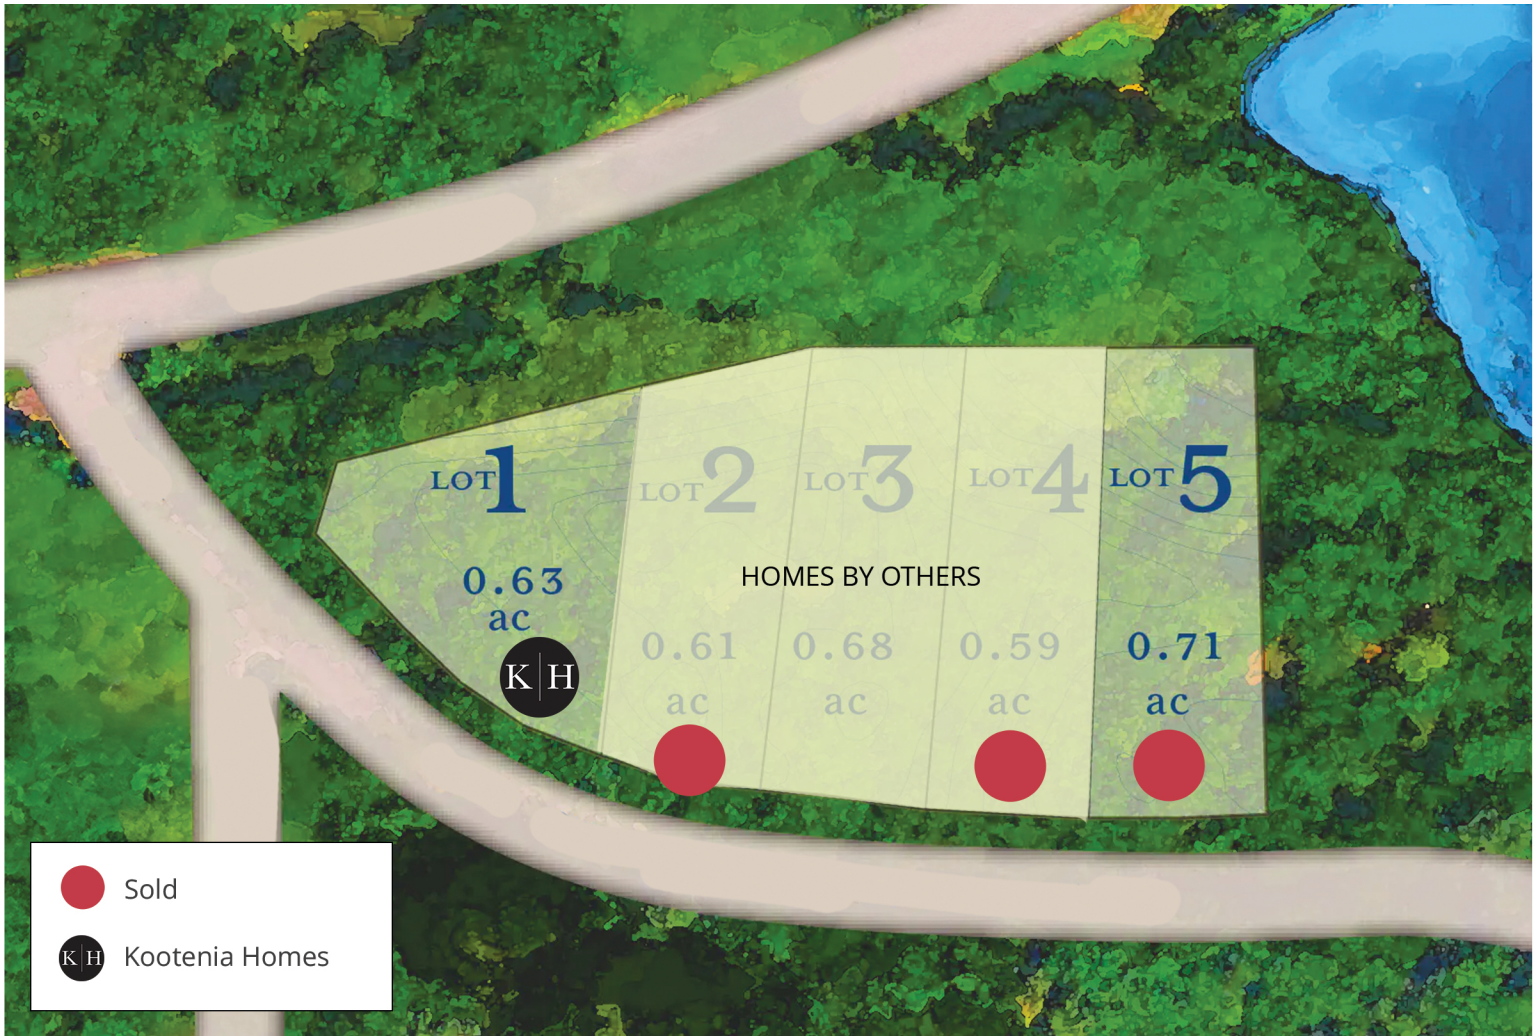 LOT 1
LOT 2
LOT 3
LOT 4
LOT 5
0.63
ac
HOMES BY OTHERS
0.61
ac
0.68
ac
0.59
ac
0.71
ac
K|H
Sold
K|H Kootenia Homes